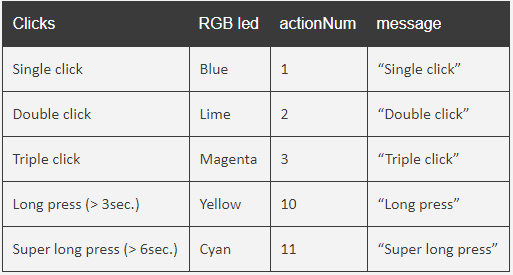 Clicks RGB led actionNum message
Single click Blue 1 “Single click”
Double click Lime 2 “Double click”
Triple click Magenta 3 “Triple click”
Long press (> 3sec.) Yellow 10 “Long press”
Super long press (> 6sec.) Cyan 11 “Super long press”